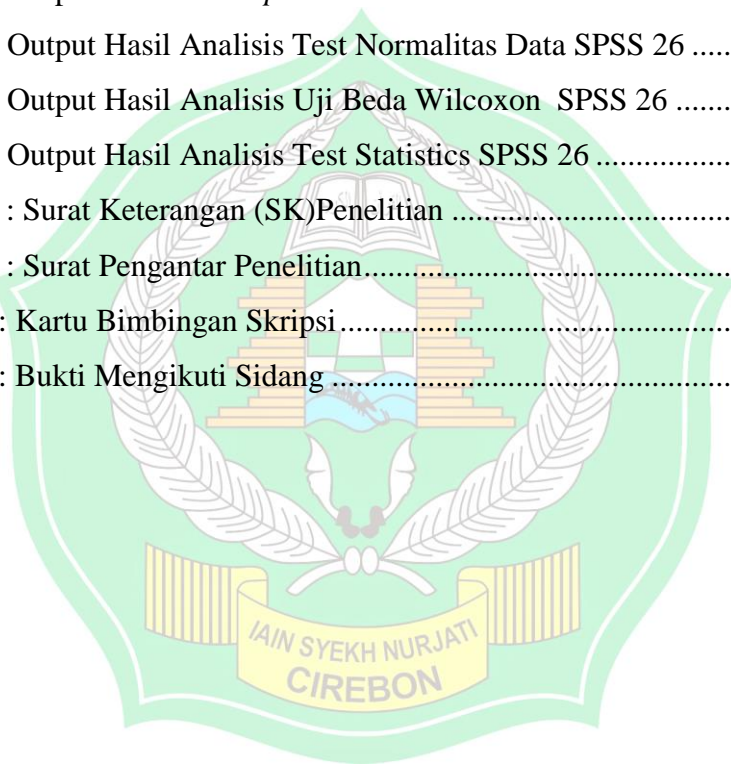 Output Hasil Analisis Test Normalitas Data SPSS 26 .....
Output Hasil Analisis Uji Beda Wilcoxon  SPSS 26 .......
Output Hasil Analisis Test Statistics SPSS 26 .................
: Surat Keterangan (SK)Penelitian ..................................
: Surat Pengantar Penelitian.............................................
: Kartu Bimbingan Skripsi................................................
: Bukti Mengikuti Sidang .................................................
IAIN SYEKH NURJATI
CIREBON